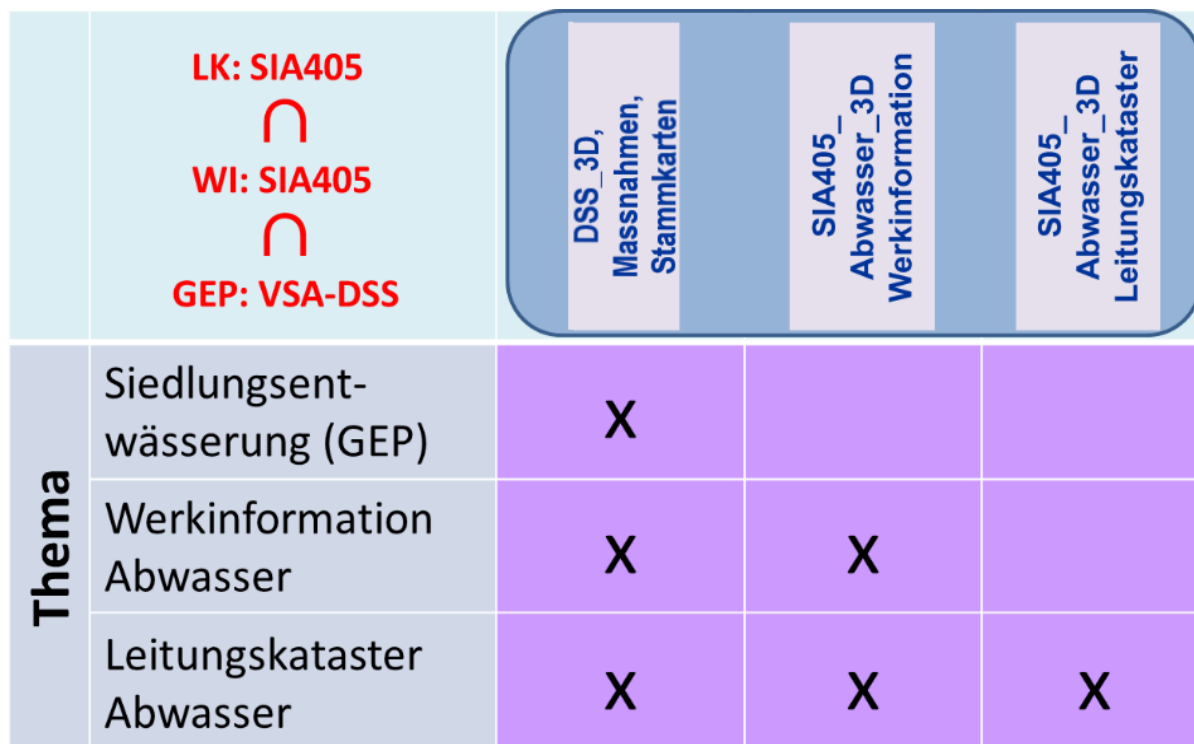 LK: SIA405
∩
WI: SIA405
∩
GEP: VSA-DSS
DSS_3D,
Massnahmen,
Stammkarten
SIA405_
Abwasser_3D
Werkinformation
SIA405_
Abwasser_3D
Leitungskataster
Thema
Siedlungsent-
wässerung (GEP)
X
Werkinformation
Abwasser
X X
Leitungskataster
Abwasser
X X X